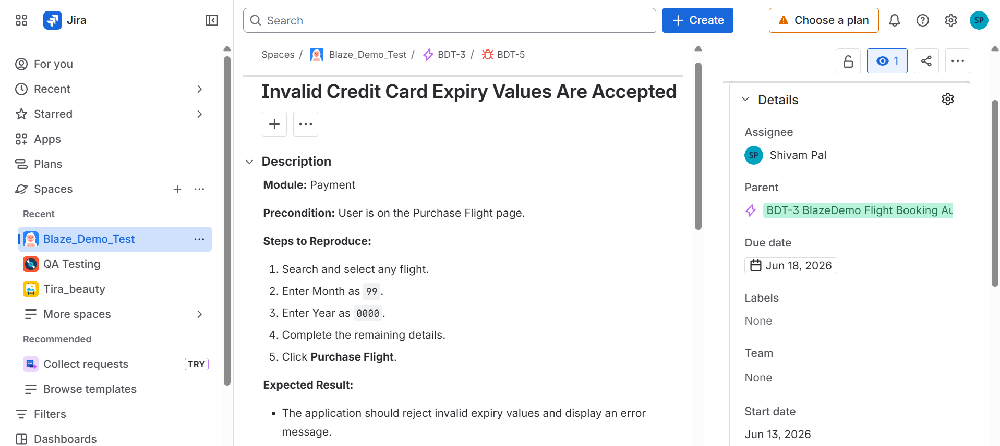 Jira
Search
Create
Choose a plan
SP
For you
Recent
Starred
Apps
Plans
Spaces
Recent
Blaze_Demo_Test
QA Testing
Tira_beauty
More spaces
Recommended
Collect requests
TRY
Browse templates
Filters
Dashboards
Spaces / Blaze_Demo_Test / BDT-3 / BDT-5
Invalid Credit Card Expiry Values Are Accepted
Description
Module: Payment
Precondition: User is on the Purchase Flight page.
Steps to Reproduce:
1. Search and select any flight.
2. Enter Month as 99.
3. Enter Year as 0000.
4. Complete the remaining details.
5. Click Purchase Flight.
Expected Result:
• The application should reject invalid expiry values and display an error
message.
1
Details
Assignee
SP Shivam Pal
Parent
BDT-3 BlazeDemo Flight Booking Au
Due date
Jun 18, 2026
Labels
None
Team
None
Start date
Jun 13, 2026